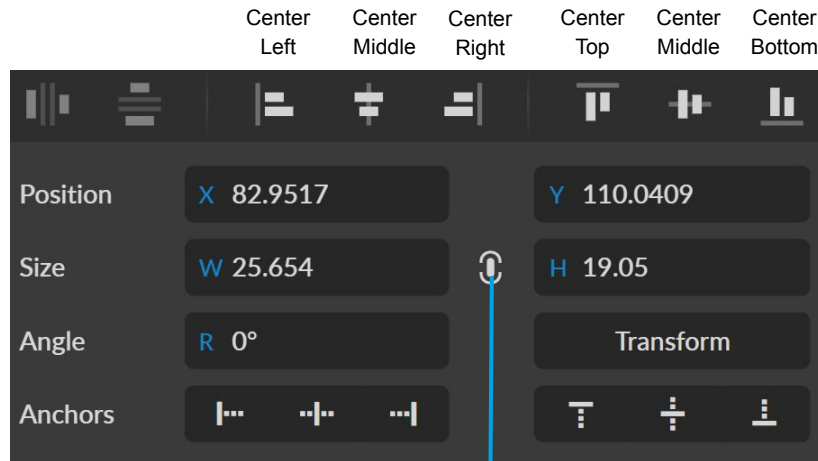 Center Center Center Center Center Center
Left Middle Right Top Middle Bottom
Position X 82.9517 Y 110.0409
Size W 25.654 H 19.05
Angle R 0° Transform
Anchors